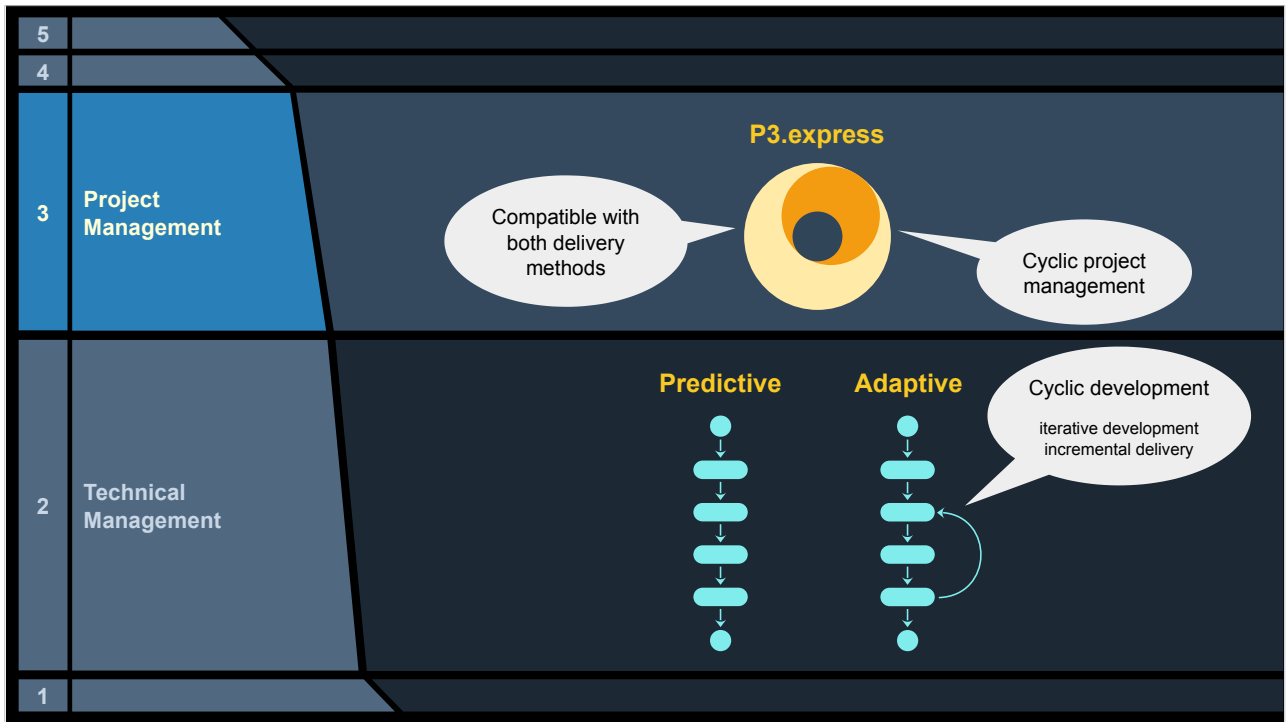 5
4
3
Project
Management
P3.express
Compatible with
both delivery
methods
Cyclic project
management
2
Technical
Management
Predictive
Adaptive
Cyclic development
iterative development
incremental delivery
1